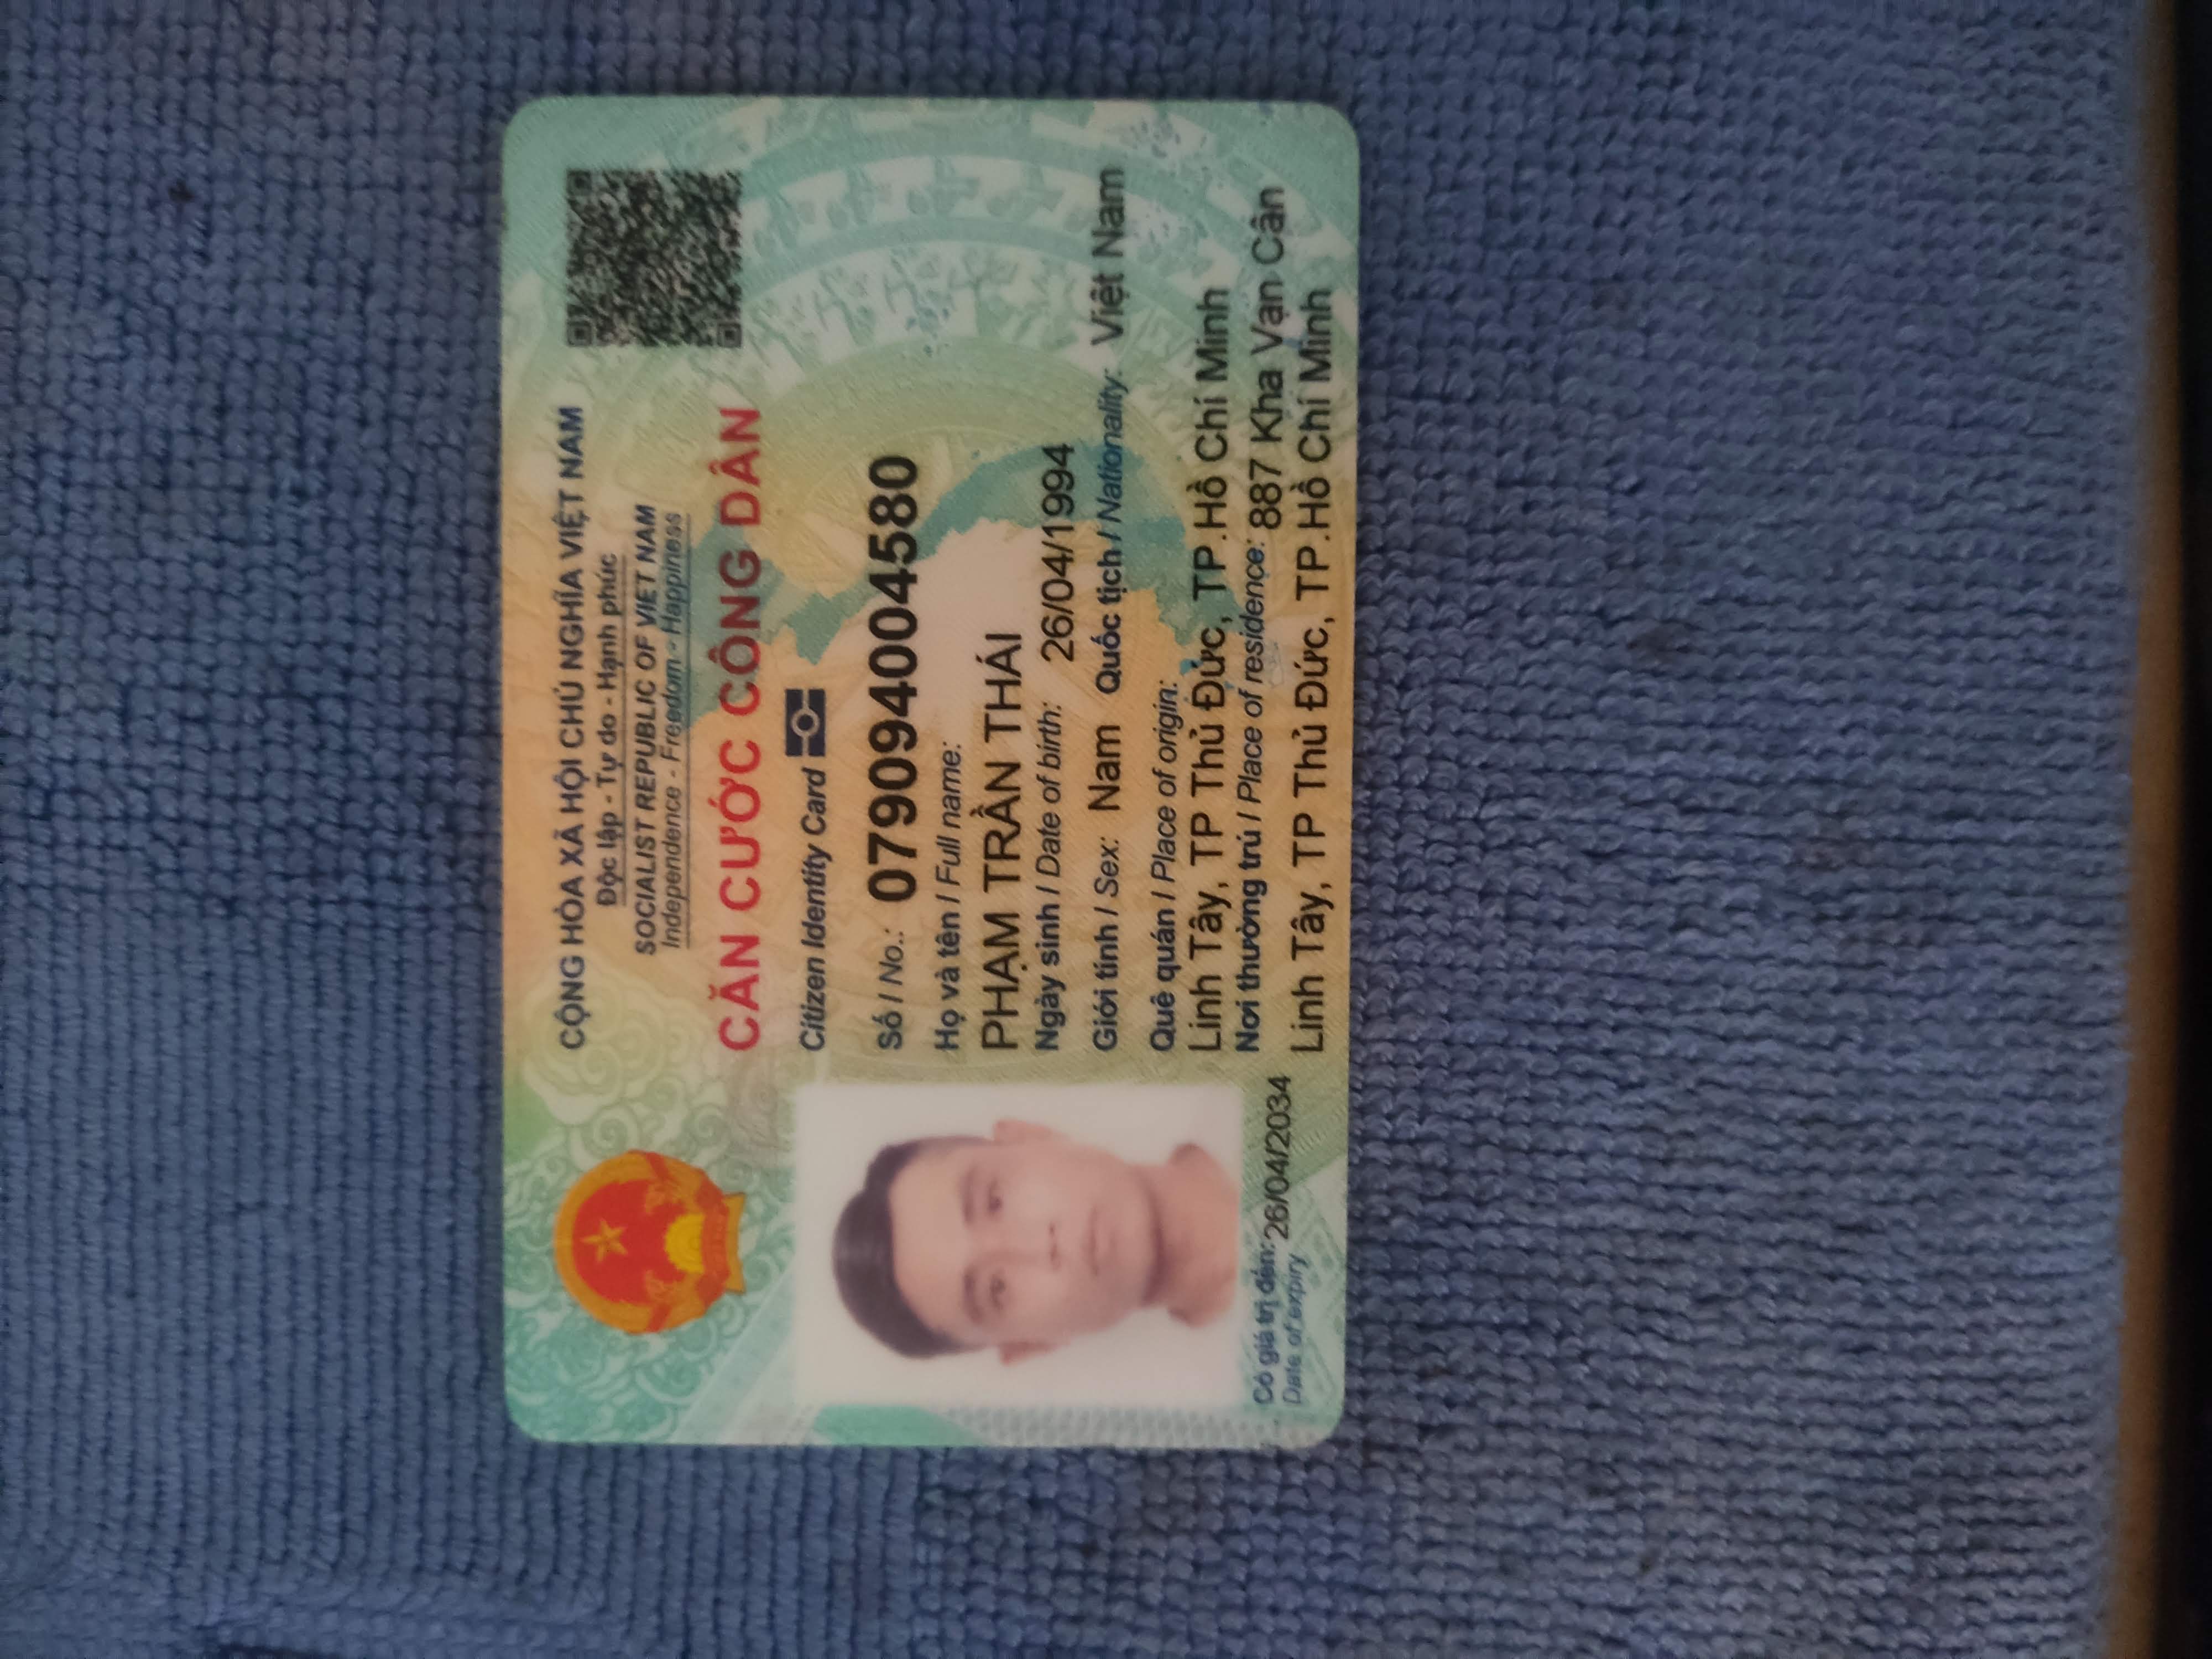 CỘNG HÒA XÃ HỘI CHỦ NGHĨA VIỆT NAM
Độc lập - Tự do - Hạnh phúc
SOCIALIST REPUBLIC OF VIET NAM
Independence - Freedom - Happiness
CĂN CƯỚC CÔNG DÂN
Citizen Identity Card
Số / No.: 079094004580
Họ và tên / Full name:
PHẠM TRẦN THÁI
Ngày sinh / Date of birth: 26/04/1994
Giới tính / Sex: Nam Quốc tịch / Nationality: Việt Nam
Quê quán / Place of origin:
Linh Tây, TP Thủ Đức, TP.Hồ Chí Minh
Nơi thường trú / Place of residence: 887 Kha Vạn Cân
Linh Tây, TP Thủ Đức, TP.Hồ Chí Minh
Có giá trị đến: 26/04/2034
Date of expiry